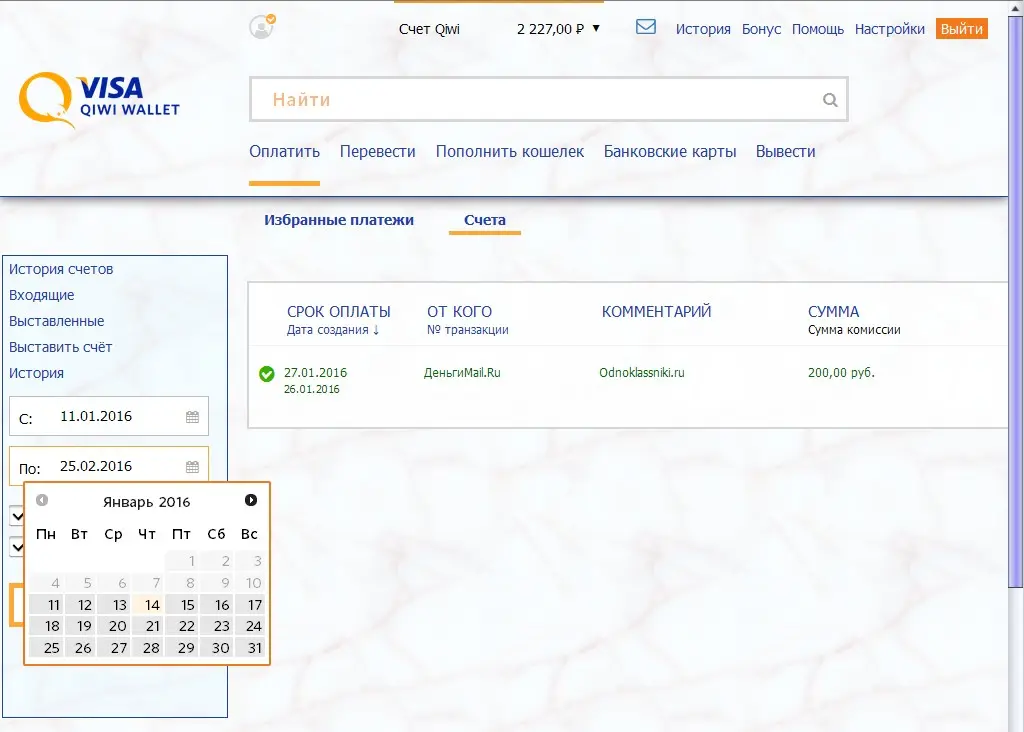 Счет Qiwi 2 227,00 ₽ ▼ История Бонус Помощь Настройки Выйти
VISA
QIWI WALLET
Найти
Оплатить Перевести Пополнить кошелек Банковские карты Вывести
Избранные платежи Счета
История счетов
Входящие
Выставленные
Выставить счёт
История
С: 11.01.2016
По: 25.02.2016
Январь 2016
Пн Вт Ср Чт Пт Сб Вс
1 2 3
4 5 6 7 8 9 10
11 12 13 14 15 16 17
18 19 20 21 22 23 24
25 26 27 28 29 30 31
СРОК ОПЛАТЫ ОТ КОГО КОММЕНТАРИЙ СУММА
Дата создания ↓ № транзакции Сумма комиссии
27.01.2016 ДеньгиMail.Ru Odnoklassniki.ru 200,00 руб.
26.01.2016